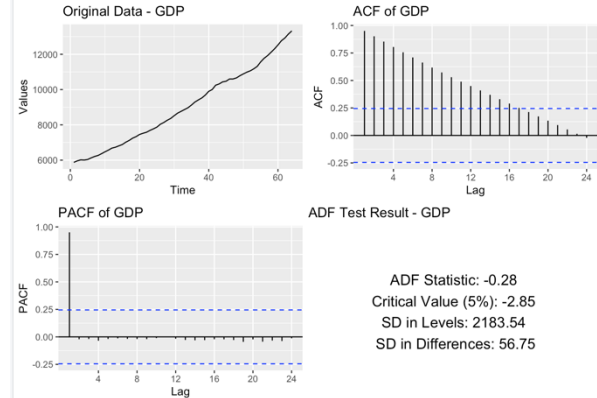 Original Data - GDP
12000
10000
8000
6000
Values
0
20
40
60
Time
ACF of GDP
1.00
0.75
0.50
0.25
0.00
-0.25
ACF
4
8
12
16
20
24
Lag
PACF of GDP
1.00
0.75
0.50
0.25
0.00
-0.25
PACF
4
8
12
16
20
24
Lag
ADF Test Result - GDP
ADF Statistic: -0.28
Critical Value (5%): -2.85
SD in Levels: 2183.54
SD in Differences: 56.75